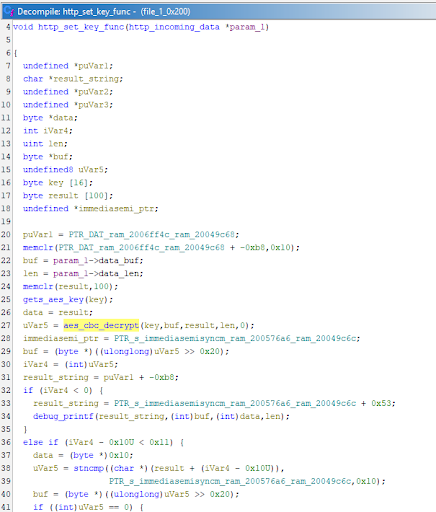 Decompile: http_set_key_func - (file_1_0x200)
4 void http_set_key_func(http_incoming_data *param_1)
5
6 {
7 undefined *puVar1;
8 char *result_string;
9 undefined *puVar2;
10 undefined *puVar3;
11 byte *data;
12 int iVar4;
13 uint len;
14 byte *buf;
15 undefined8 uVar5;
16 byte key [16];
17 byte result [100];
18 undefined *immediasemi_ptr;
19
20 puVar1 = PTR_DAT_ram_2006ff4c_ram_20049c68;
21 memclr(PTR_DAT_ram_2006ff4c_ram_20049c68 + -0xb8,0x10);
22 buf = param_1->data_buf;
23 len = param_1->data_len;
24 memclr(result,100);
25 gets_aes_key(key);
26 data = result;
27 uVar5 = aes_cbc_decrypt(key,buf,result,len,0);
28 immediasemi_ptr = PTR_s_immediasemisyncm_ram_200576a6_ram_20049c6c;
29 buf = (byte *)((ulonglong)uVar5 >> 0x20);
30 iVar4 = (int)uVar5;
31 result_string = puVar1 + -0xb8;
32 if (iVar4 < 0) {
33 result_string = PTR_s_immediasemisyncm_ram_200576a6_ram_20049c6c + 0x53;
34 debug_printf(result_string,(int)buf,(int)data,len);
35 }
36 else if (iVar4 - 0x10U < 0x11) {
37 data = (byte *)0x10;
38 uVar5 = stncmp((char *)(result + (iVar4 - 0x10U)),
39 PTR_s_immediasemisyncm_ram_200576a6_ram_20049c6c,0x10);
40 buf = (byte *)((ulonglong)uVar5 >> 0x20);
41 if ((int)uVar5 == 0) {